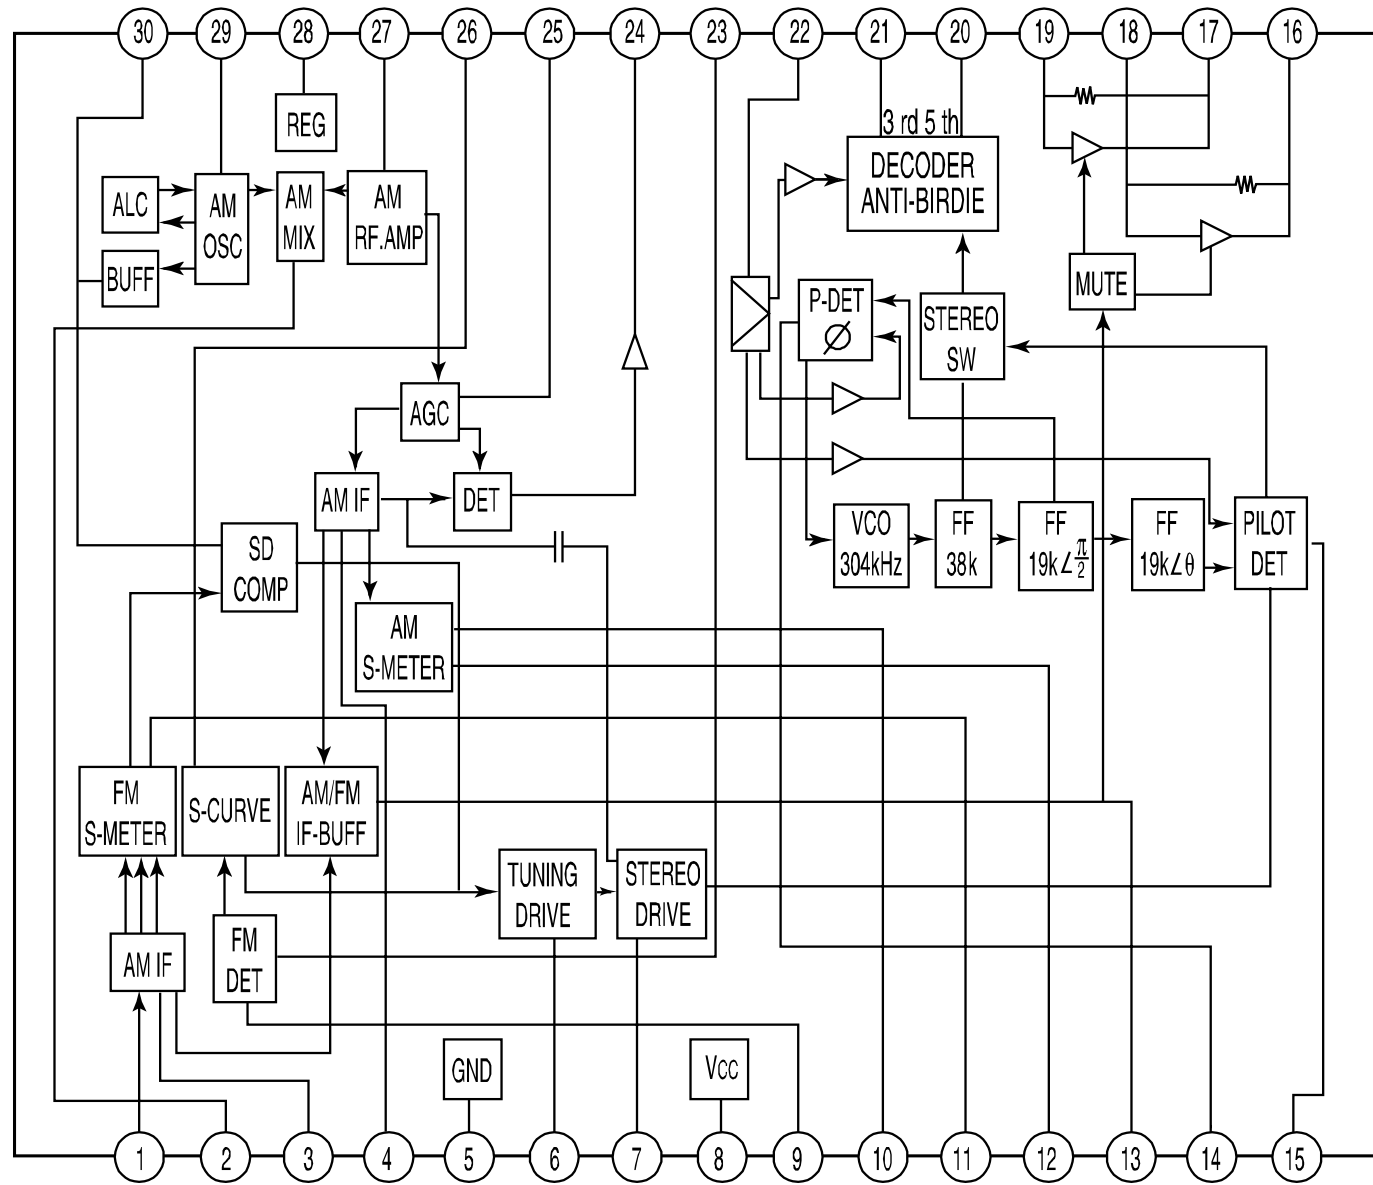 30 29 28 27 26 25 24 23 22 21 20 19 18 17 16
REG
3 rd 5 th
DECODER
ANTI-BIRDIE
ALC
AM
OSC
AM
MIX
AM
RF.AMP
BUFF
MUTE
P-DET
Ø
STEREO
SW
AGC
AM IF
DET
SD
COMP
VCO
304kHz
FF
38k
FF
19k∠π/2
FF
19k∠θ
PILOT
DET
AM
S-METER
FM
S-METER
S-CURVE
AM/FM
IF-BUFF
TUNING
DRIVE
STEREO
DRIVE
AM IF
FM
DET
GND
VCC
1 2 3 4 5 6 7 8 9 10 11 12 13 14 15